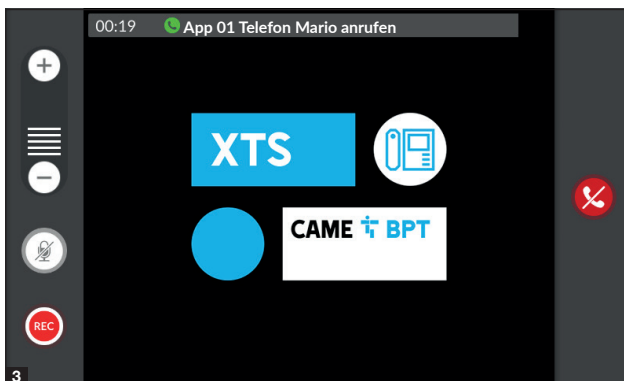 00:19 App 01 Telefon Mario anrufen
XTS
CAME BPT
REC
3